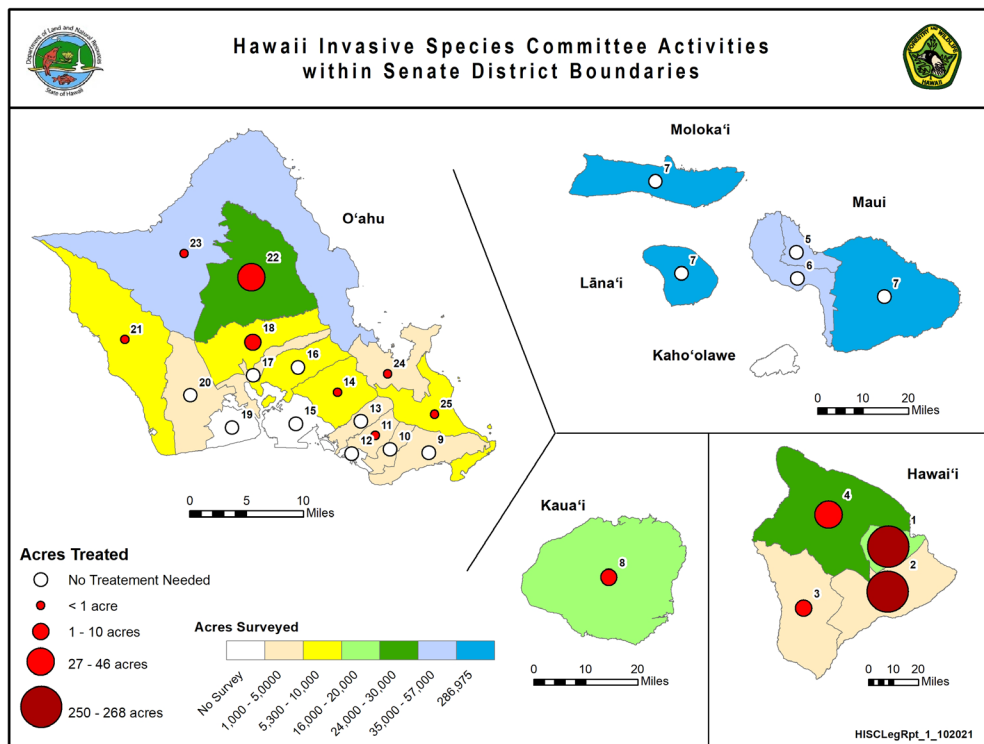 Hawaii Invasive Species Committee Activities
within Senate District Boundaries
Department of Land and Natural Resources
State of Hawaii
FORESTRY and WILDLIFE
HAWAII
Moloka‘i
7
O‘ahu
23
22
21
18
17
16
24
20
14
19
15
13
25
11
12
10
9
0 5 10
Miles
Maui
5
6
7
Lāna‘i
7
Kaho‘olawe
0 10 20
Miles
Kaua‘i
8
0 10 20
Miles
Hawai‘i
4
1
2
3
0 10 20
Miles
Acres Treated
No Treatement Needed
< 1 acre
1 - 10 acres
27 - 46 acres
250 - 268 acres
Acres Surveyed
No Survey
1,000 - 5,0000
5,300 - 10,000
16,000 - 20,000
24,000 - 30,000
35,000 - 57,000
286,975
HISCLegRpt_1_102021